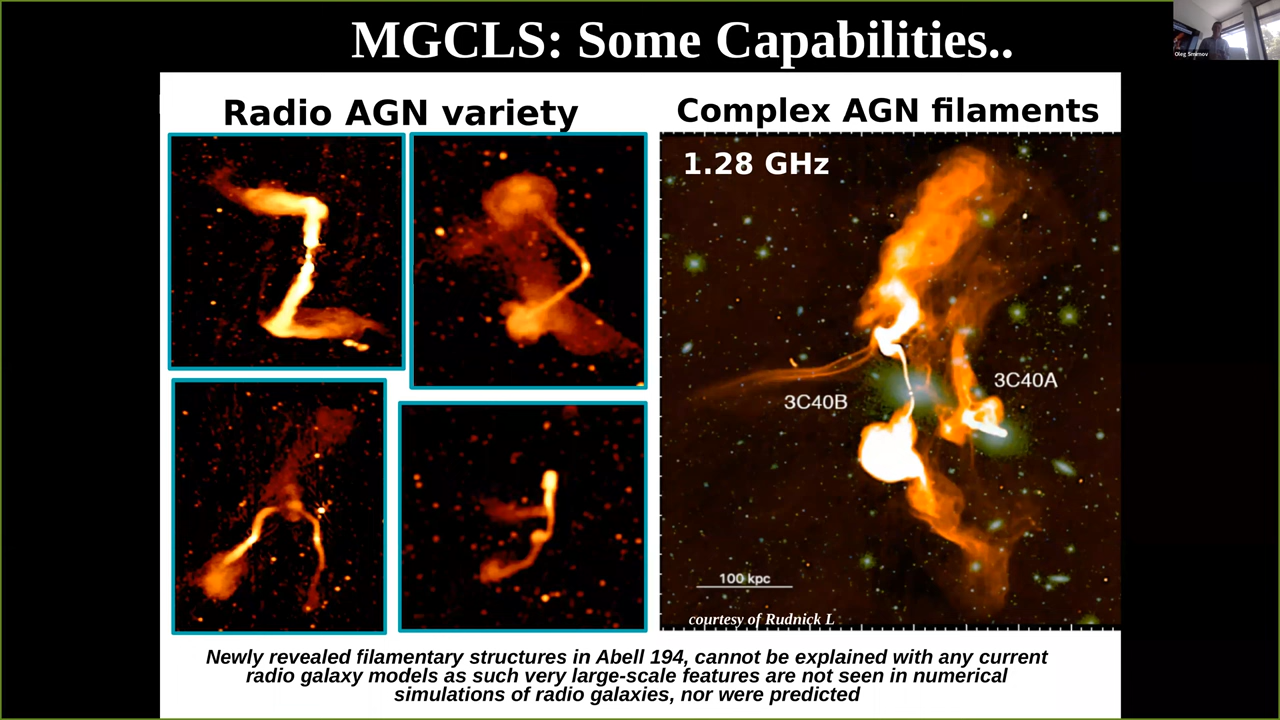 MGCLS: Some Capabilities..
Oleg Smirnov
Radio AGN variety
Complex AGN filaments
1.28 GHz
3C40A
3C40B
100 kpc
courtesy of Rudnick L
Newly revealed filamentary structures in Abell 194, cannot be explained with any current
radio galaxy models as such very large-scale features are not seen in numerical
simulations of radio galaxies, nor were predicted